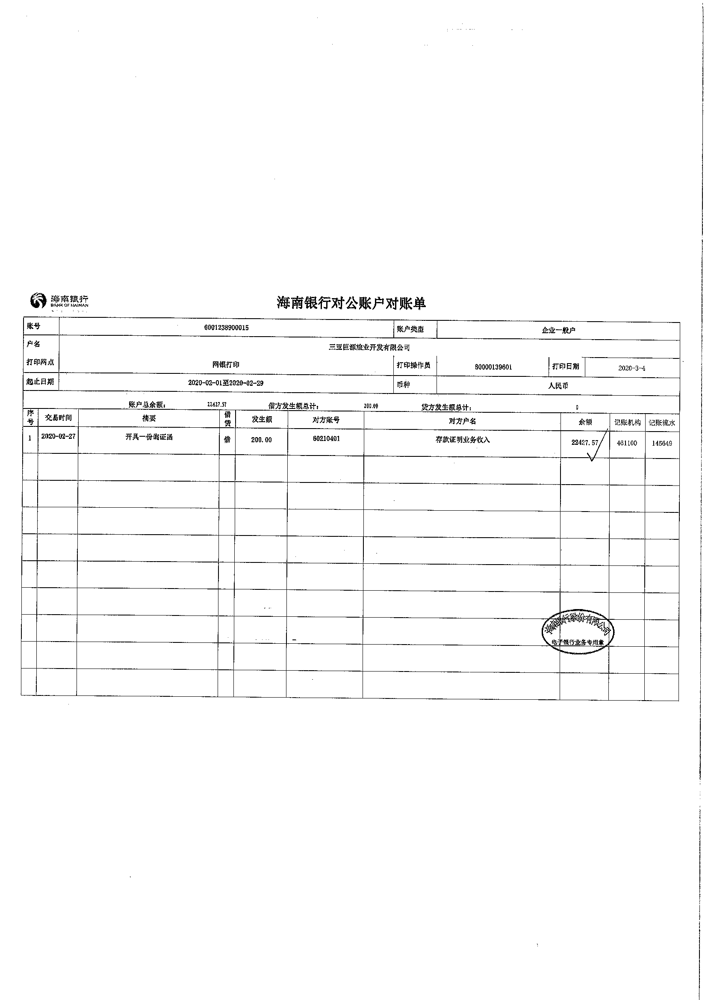 海南银行
BANK OF HAINAN
海南银行对公账户对账单
账号 6001238900015 账户类型 企业一般户
户名 三亚巨源旅业开发有限公司
打印网点 网银打印 打印操作员 80000139601 打印日期 2020-3-4
起止日期 2020-02-01至2020-02-29 币种 人民币
账户总余额: 22427.57 借方发生额总计: 200.00 贷方发生额总计: 0
序号 交易时间 摘要 借贷 发生额 对方账号 对方户名 余额 记账机构 记账流水
1 2020-02-27 开具一份询证函 借 200.00 60210401 存款证明业务收入 22427.57 461100 145649
海南银行股份有限公司
电子银行业务专用章